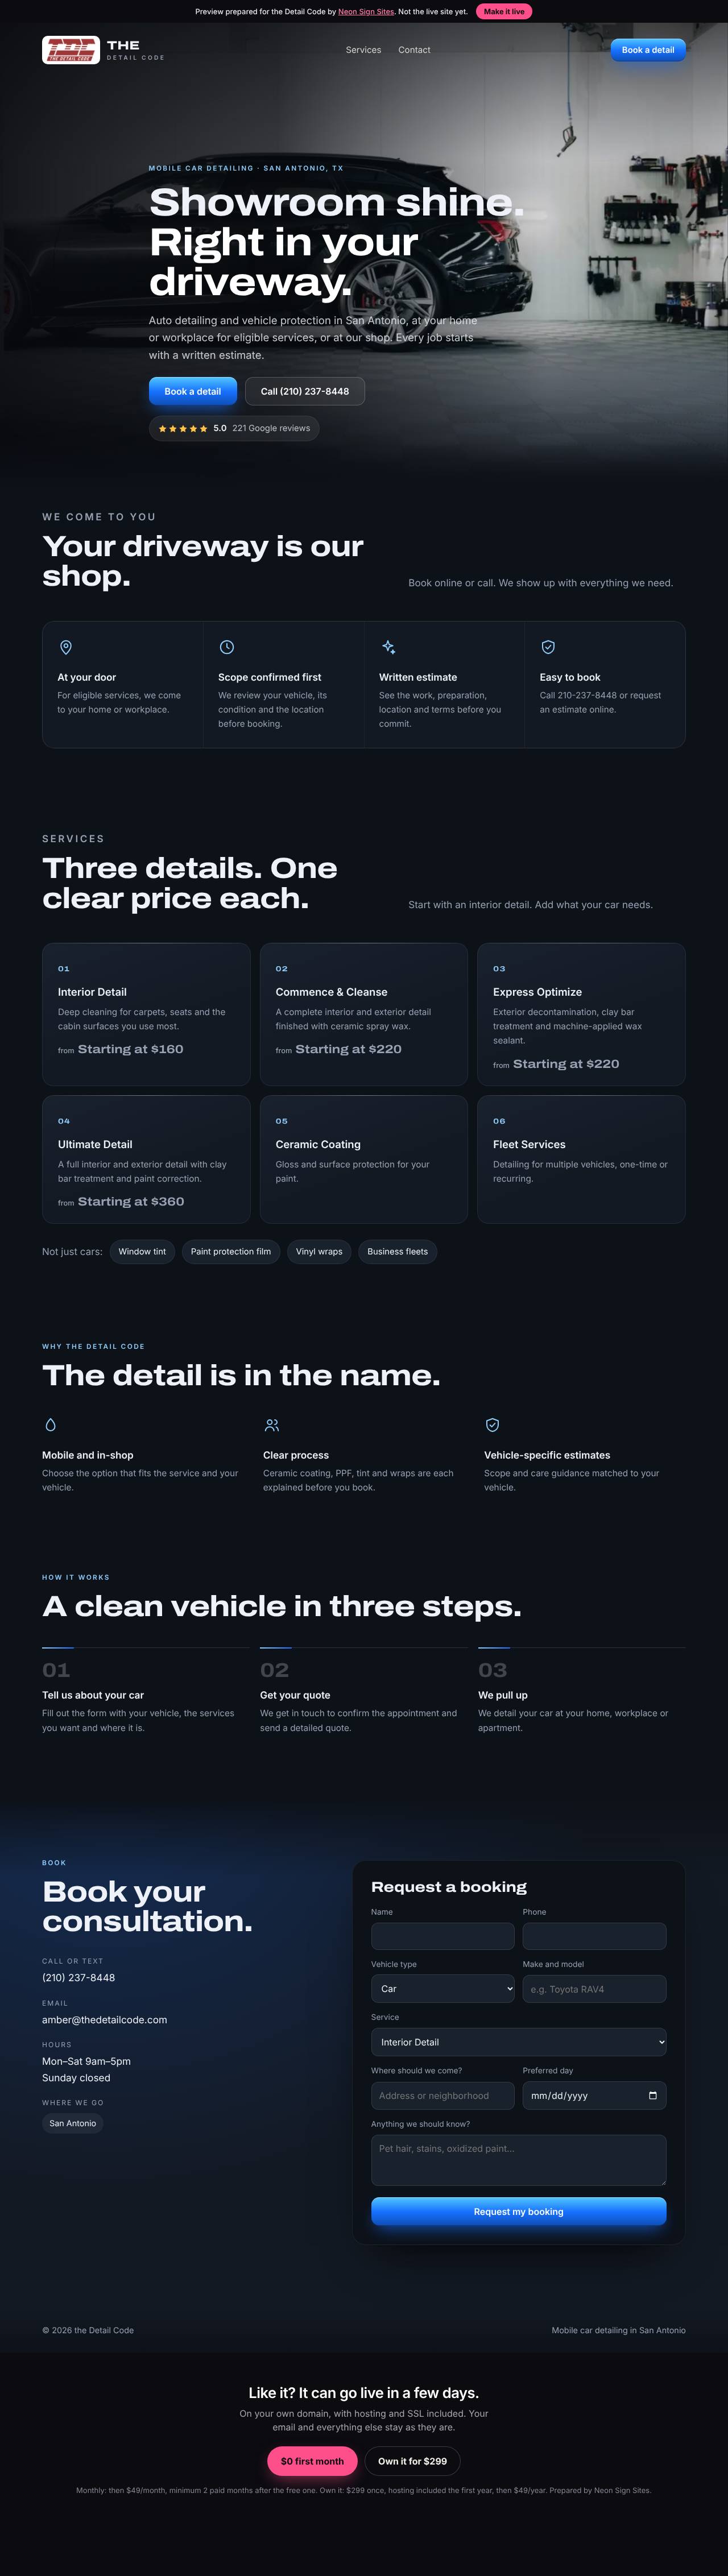 Preview prepared for the Detail Code by Neon Sign Sites. Not the live site yet. Make it live
TDC
THE DETAIL CODE
THE
DETAIL CODE
Services Contact
Book a detail
MOBILE CAR DETAILING · SAN ANTONIO, TX
Showroom shine.
Right in your
driveway.
Auto detailing and vehicle protection in San Antonio, at your home
or workplace for eligible services, or at our shop. Every job starts
with a written estimate.
Book a detail Call (210) 237-8448
★★★★★ 5.0 221 Google reviews
WE COME TO YOU
Your driveway is our
shop.
Book online or call. We show up with everything we need.
At your door
For eligible services, we come
to your home or workplace.
Scope confirmed first
We review your vehicle, its
condition and the location
before booking.
Written estimate
See the work, preparation,
location and terms before you
commit.
Easy to book
Call 210-237-8448 or request
an estimate online.
SERVICES
Three details. One
clear price each.
Start with an interior detail. Add what your car needs.
01
Interior Detail
Deep cleaning for carpets, seats and the
cabin surfaces you use most.
from Starting at $160
02
Commence & Cleanse
A complete interior and exterior detail
finished with ceramic spray wax.
from Starting at $220
03
Express Optimize
Exterior decontamination, clay bar
treatment and machine-applied wax
sealant.
from Starting at $220
04
Ultimate Detail
A full interior and exterior detail with clay
bar treatment and paint correction.
from Starting at $360
05
Ceramic Coating
Gloss and surface protection for your
paint.
06
Fleet Services
Detailing for multiple vehicles, one-time or
recurring.
Not just cars: Window tint Paint protection film Vinyl wraps Business fleets
WHY THE DETAIL CODE
The detail is in the name.
Mobile and in-shop
Choose the option that fits the service and your
vehicle.
Clear process
Ceramic coating, PPF, tint and wraps are each
explained before you book.
Vehicle-specific estimates
Scope and care guidance matched to your
vehicle.
HOW IT WORKS
A clean vehicle in three steps.
01
Tell us about your car
Fill out the form with your vehicle, the services
you want and where it is.
02
Get your quote
We get in touch to confirm the appointment and
send a detailed quote.
03
We pull up
We detail your car at your home, workplace or
apartment.
BOOK
Book your
consultation.
CALL OR TEXT
(210) 237-8448
EMAIL
amber@thedetailcode.com
HOURS
Mon–Sat 9am–5pm
Sunday closed
WHERE WE GO
San Antonio
Request a booking
Name Phone
Vehicle type Make and model
Car e.g. Toyota RAV4
Service
Interior Detail
Where should we come? Preferred day
Address or neighborhood mm/dd/yyyy
Anything we should know?
Pet hair, stains, oxidized paint...
Request my booking
© 2026 the Detail Code Mobile car detailing in San Antonio
Like it? It can go live in a few days.
On your own domain, with hosting and SSL included. Your
email and everything else stay as they are.
$0 first month Own it for $299
Monthly: then $49/month, minimum 2 paid months after the free one. Own it: $299 once, hosting included the first year, then $49/year. Prepared by Neon Sign Sites.